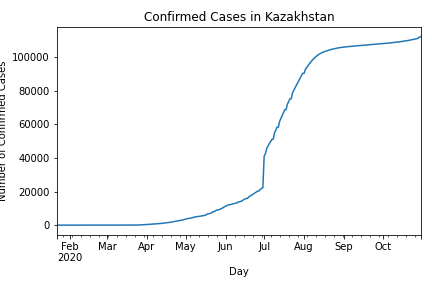 Confirmed Cases in Kazakhstan
Number of Confirmed Cases
100000
80000
60000
40000
20000
0
Feb Mar Apr May Jun Jul Aug Sep Oct
2020
Day